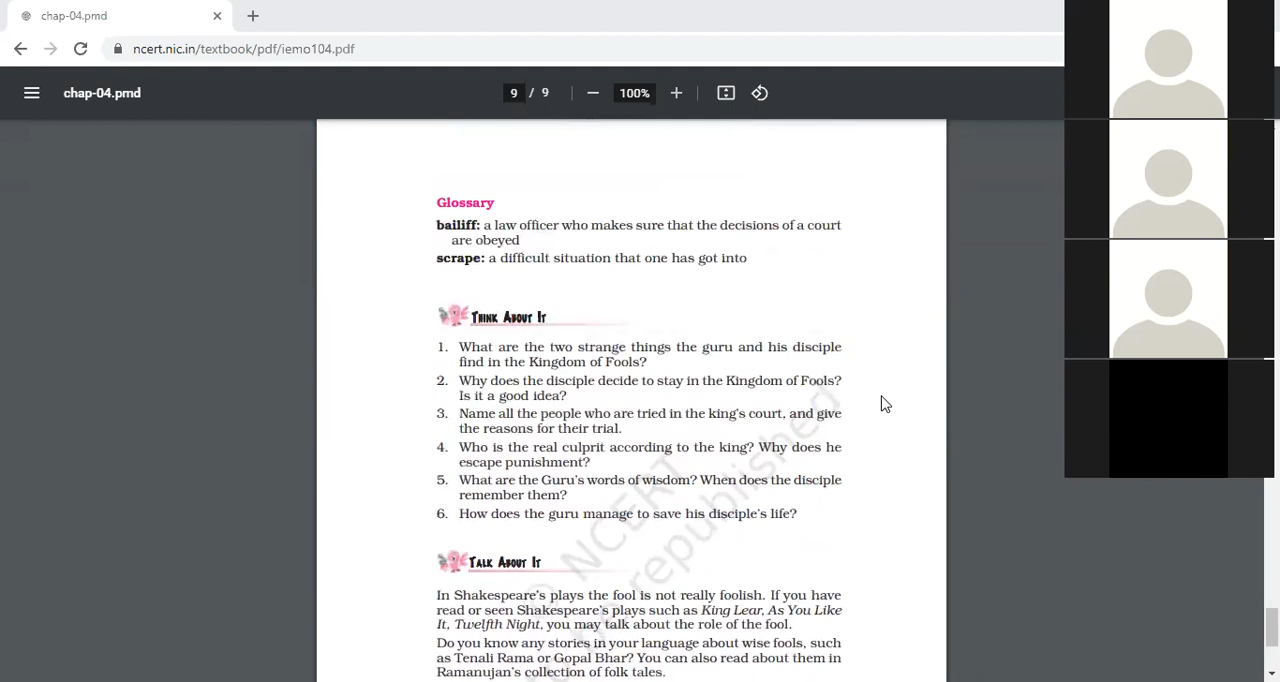 chap-04.pmd
ncert.nic.in/textbook/pdf/iemo104.pdf
chap-04.pmd
9 / 9
100%
Glossary
bailiff: a law officer who makes sure that the decisions of a court
are obeyed
scrape: a difficult situation that one has got into
THINK ABOUT IT
1. What are the two strange things the guru and his disciple
find in the Kingdom of Fools?
2. Why does the disciple decide to stay in the Kingdom of Fools?
Is it a good idea?
3. Name all the people who are tried in the king's court, and give
the reasons for their trial.
4. Who is the real culprit according to the king? Why does he
escape punishment?
5. What are the Guru's words of wisdom? When does the disciple
remember them?
6. How does the guru manage to save his disciple's life?
TALK ABOUT IT
In Shakespeare's plays the fool is not really foolish. If you have
read or seen Shakespeare's plays such as King Lear, As You Like
It, Twelfth Night, you may talk about the role of the fool.
Do you know any stories in your language about wise fools, such
as Tenali Rama or Gopal Bhar? You can also read about them in
Ramanujan's collection of folk tales.
© NCERT
be republished